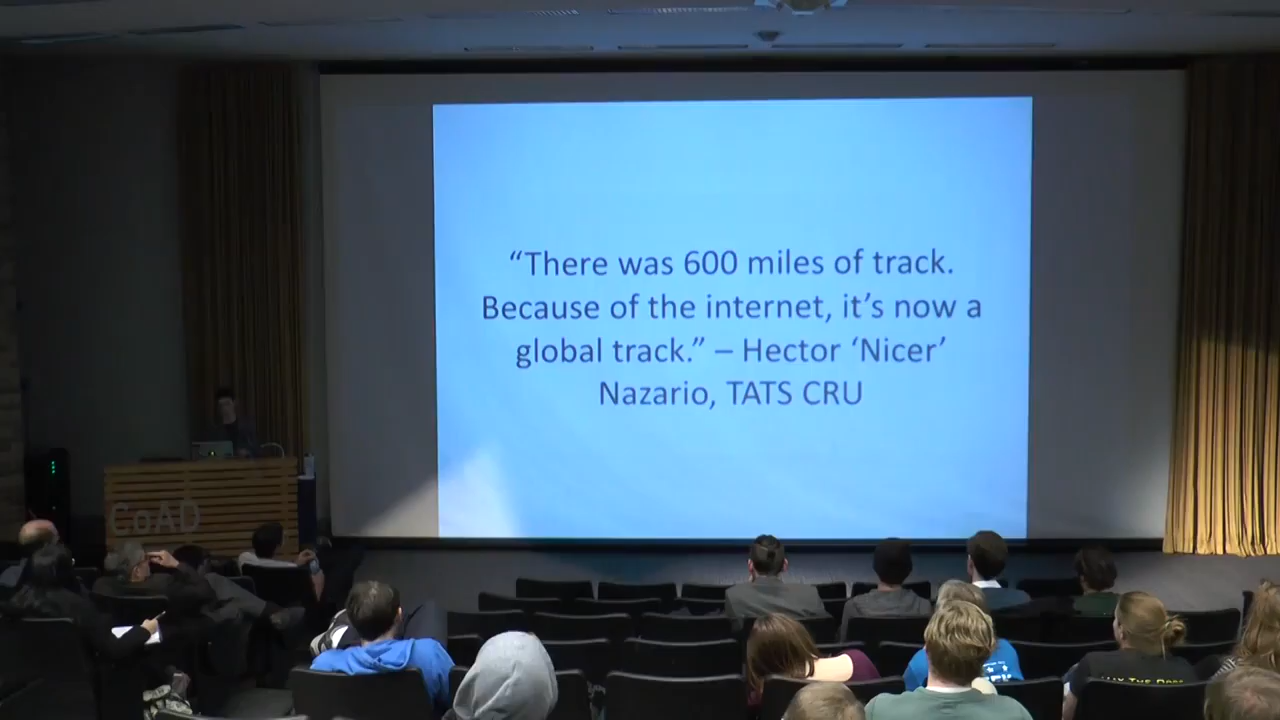 “There was 600 miles of track.
Because of the internet, it’s now a
global track.” – Hector ‘Nicer’
Nazario, TATS CRU
CoAD